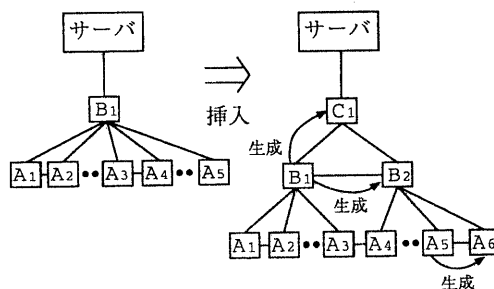 サーバ
B1
A1 A2 •• A3 A4 •• A5
挿入
サーバ
C1
生成
B1 B2
生成
A1 A2 •• A3 A4 •• A5 A6
生成